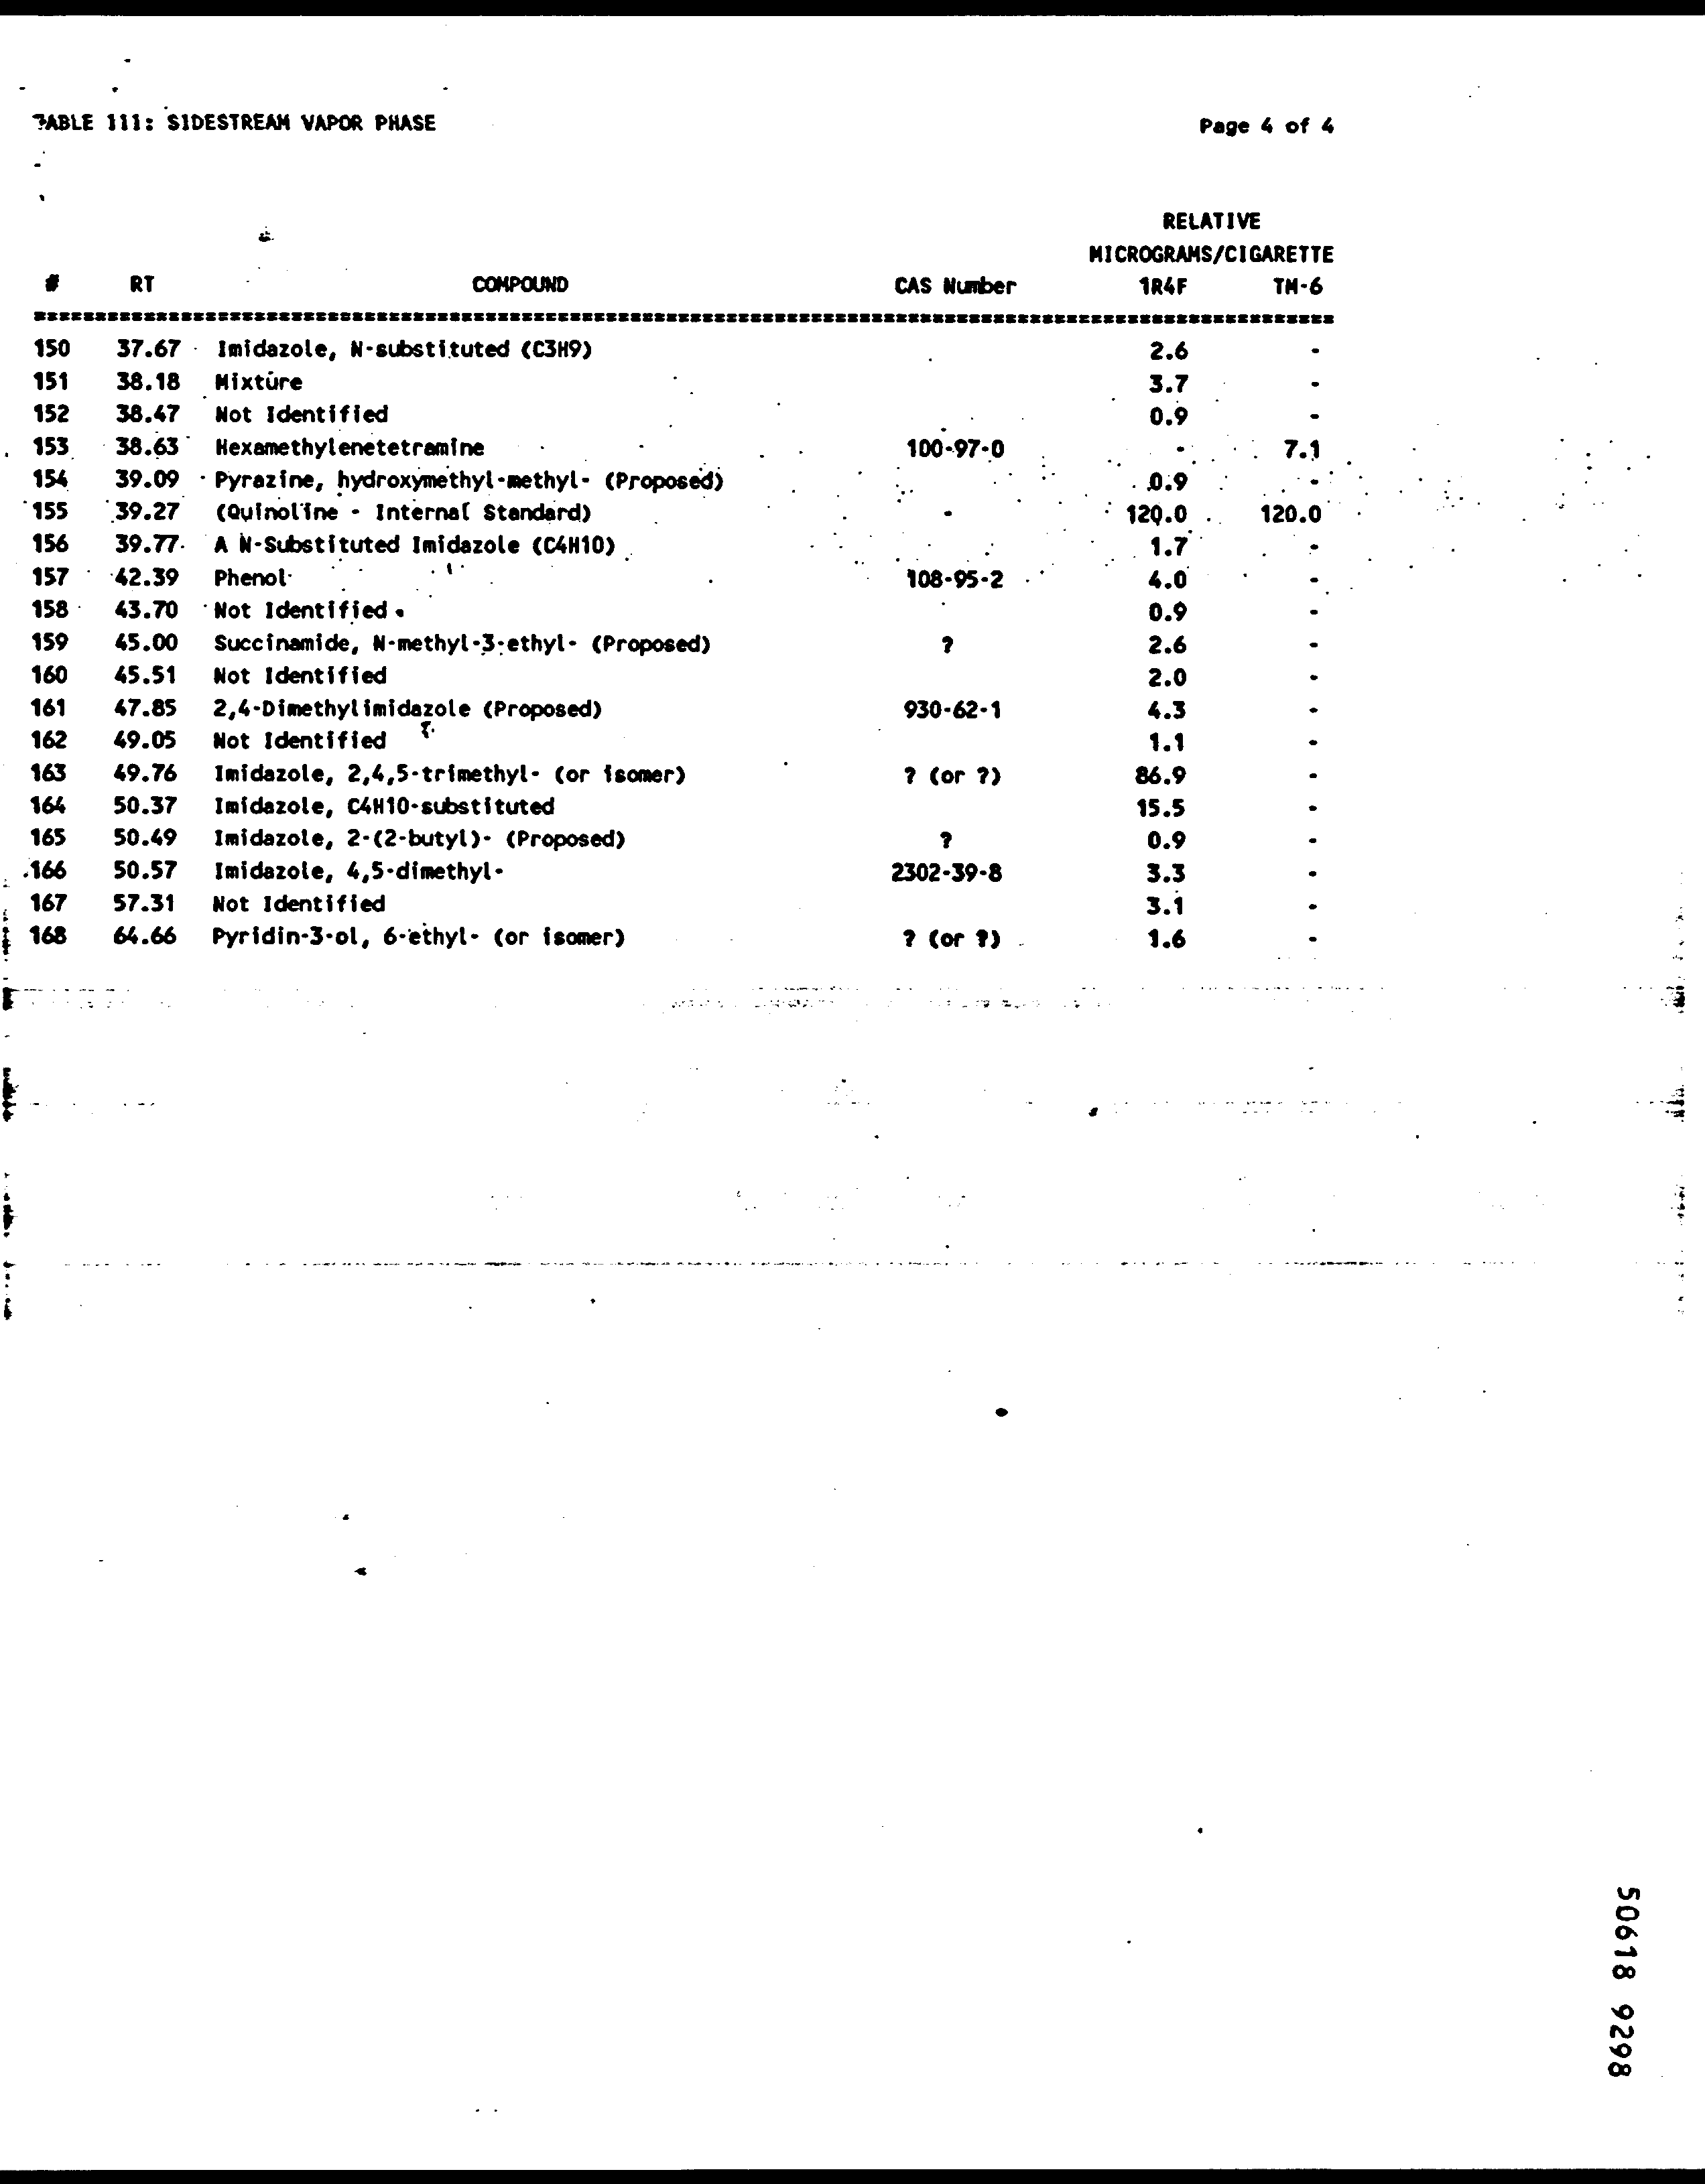 TABLE 111: SIDESTREAM VAPOR PHASE Page 4 of 4
RELATIVE
MICROGRAMS/CIGARETTE
# RT COMPOUND CAS Number 1R4F TM-6
150 37.67 Imidazole, N-substituted (C3H9) 2.6 -
151 38.18 Mixture 3.7 -
152 38.47 Not Identified 0.9 -
153 38.63 Hexamethylenetetramine 100-97-0 - 7.1
154 39.09 Pyrazine, hydroxymethyl-methyl- (Proposed) 0.9 -
155 39.27 (Quinoline - Internal Standard) - 120.0 120.0
156 39.77 A N-Substituted Imidazole (C4H10) 1.7 -
157 42.39 Phenol 108-95-2 4.0 -
158 43.70 Not Identified 0.9 -
159 45.00 Succinamide, N-methyl-3-ethyl- (Proposed) ? 2.6 -
160 45.51 Not Identified 2.0 -
161 47.85 2,4-Dimethylimidazole (Proposed) 930-62-1 4.3 -
162 49.05 Not Identified 1.1 -
163 49.76 Imidazole, 2,4,5-trimethyl- (or isomer) ? (or ?) 86.9 -
164 50.37 Imidazole, C4H10-substituted 15.5 -
165 50.49 Imidazole, 2-(2-butyl)- (Proposed) ? 0.9 -
166 50.57 Imidazole, 4,5-dimethyl- 2302-39-8 3.3 -
167 57.31 Not Identified 3.1 -
168 64.66 Pyridin-3-ol, 6-ethyl- (or isomer) ? (or ?) 1.6 -
50618 9298